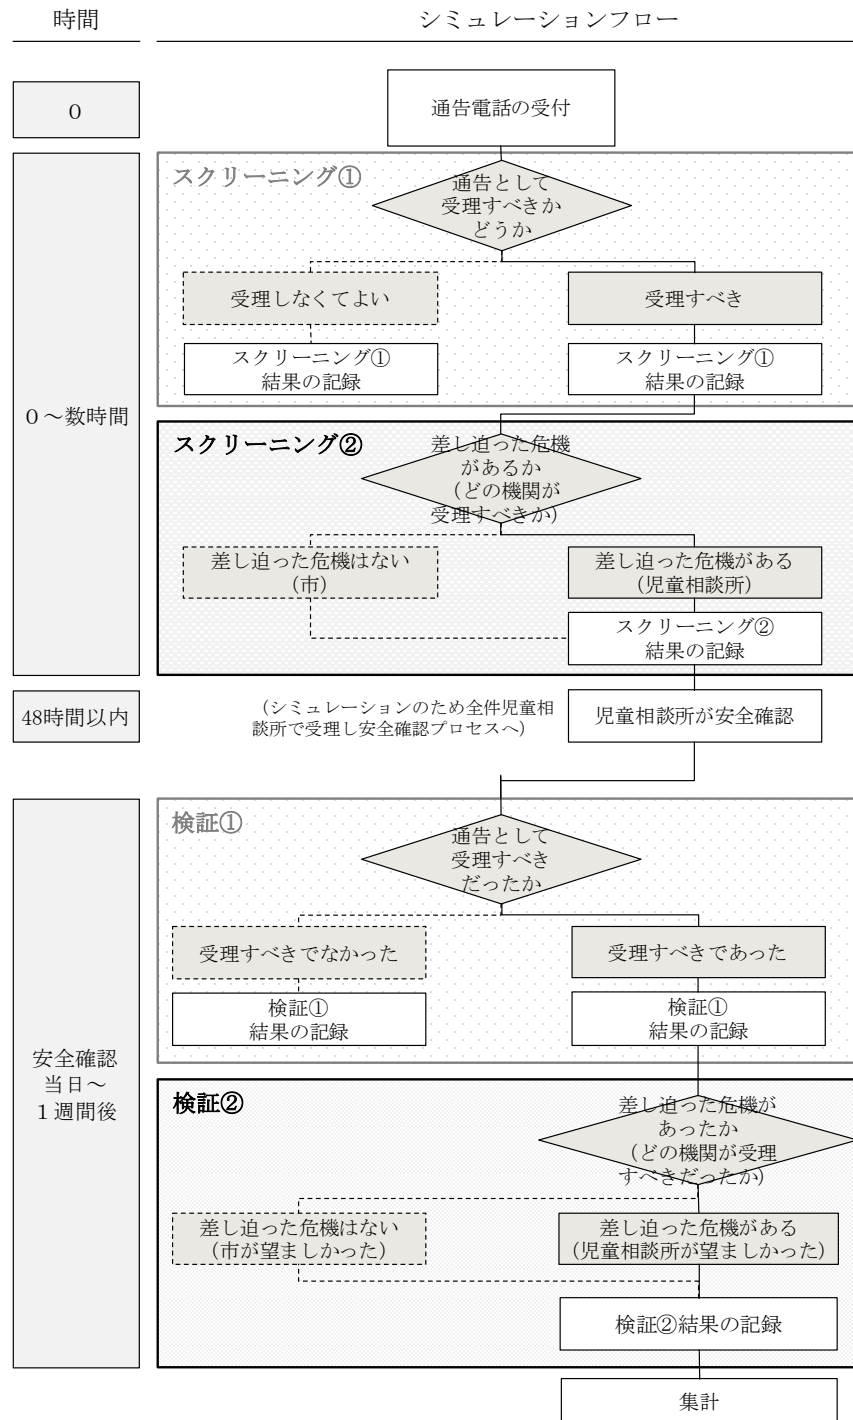 時間
シミュレーションフロー
0
通告電話の受付
0～数時間
スクリーニング①
通告として
受理すべきか
どうか
受理しなくてよい
受理すべき
スクリーニング①
結果の記録
スクリーニング①
結果の記録
スクリーニング②
差し迫った危機
があるか
（どの機関が
受理すべきか）
差し迫った危機はない
（市）
差し迫った危機がある
（児童相談所）
スクリーニング②
結果の記録
48時間以内
（シミュレーションのため全件児童相
談所で受理し安全確認プロセスへ）
児童相談所が安全確認
安全確認
当日～
１週間後
検証①
通告として
受理すべき
だったか
受理すべきでなかった
受理すべきであった
検証①
結果の記録
検証①
結果の記録
検証②
差し迫った危機が
あったか
（どの機関が受理
すべきだったか）
差し迫った危機はない
（市が望ましかった）
差し迫った危機がある
（児童相談所が望ましかった）
検証②結果の記録
集計